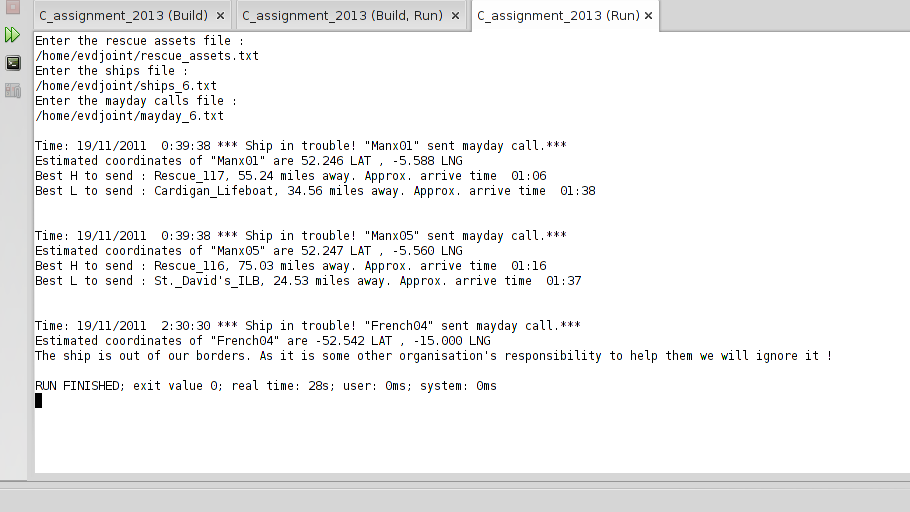 C_assignment_2013 (Build) × C_assignment_2013 (Build, Run) × C_assignment_2013 (Run) ×
Enter the rescue assets file :
/home/evdjoint/rescue_assets.txt
Enter the ships file :
/home/evdjoint/ships_6.txt
Enter the mayday calls file :
/home/evdjoint/mayday_6.txt
Time: 19/11/2011  0:39:38 *** Ship in trouble! "Manx01" sent mayday call.***
Estimated coordinates of "Manx01" are 52.246 LAT , -5.588 LNG
Best H to send : Rescue_117, 55.24 miles away. Approx. arrive time  01:06
Best L to send : Cardigan_Lifeboat, 34.56 miles away. Approx. arrive time  01:38
Time: 19/11/2011  0:39:38 *** Ship in trouble! "Manx05" sent mayday call.***
Estimated coordinates of "Manx05" are 52.247 LAT , -5.560 LNG
Best H to send : Rescue_116, 75.03 miles away. Approx. arrive time  01:16
Best L to send : St._David's_ILB, 24.53 miles away. Approx. arrive time  01:37
Time: 19/11/2011  2:30:30 *** Ship in trouble! "French04" sent mayday call.***
Estimated coordinates of "French04" are -52.542 LAT , -15.000 LNG
The ship is out of our borders. As it is some other organisation's responsibility to help them we will ignore it !
RUN FINISHED; exit value 0; real time: 28s; user: 0ms; system: 0ms